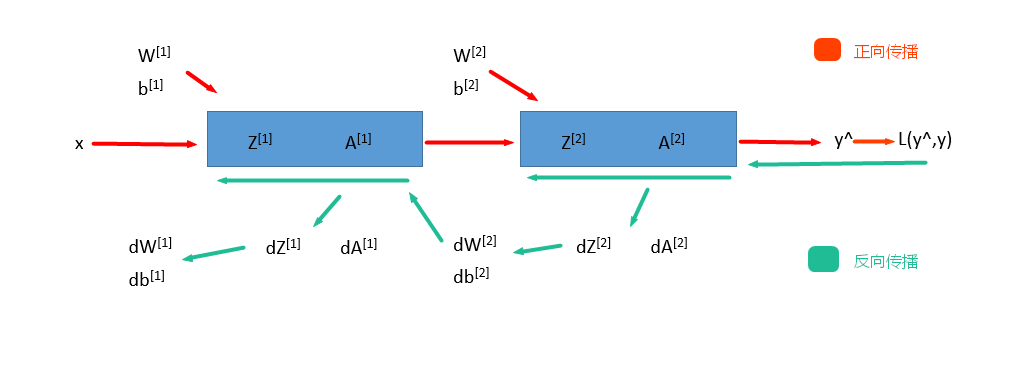 W[1]
b[1]
W[2]
b[2]
正向传播
x
Z[1] A[1]
Z[2] A[2]
y^
L(y^,y)
dW[1]
db[1]
dZ[1] dA[1]
dW[2]
db[2]
dZ[2] dA[2]
反向传播